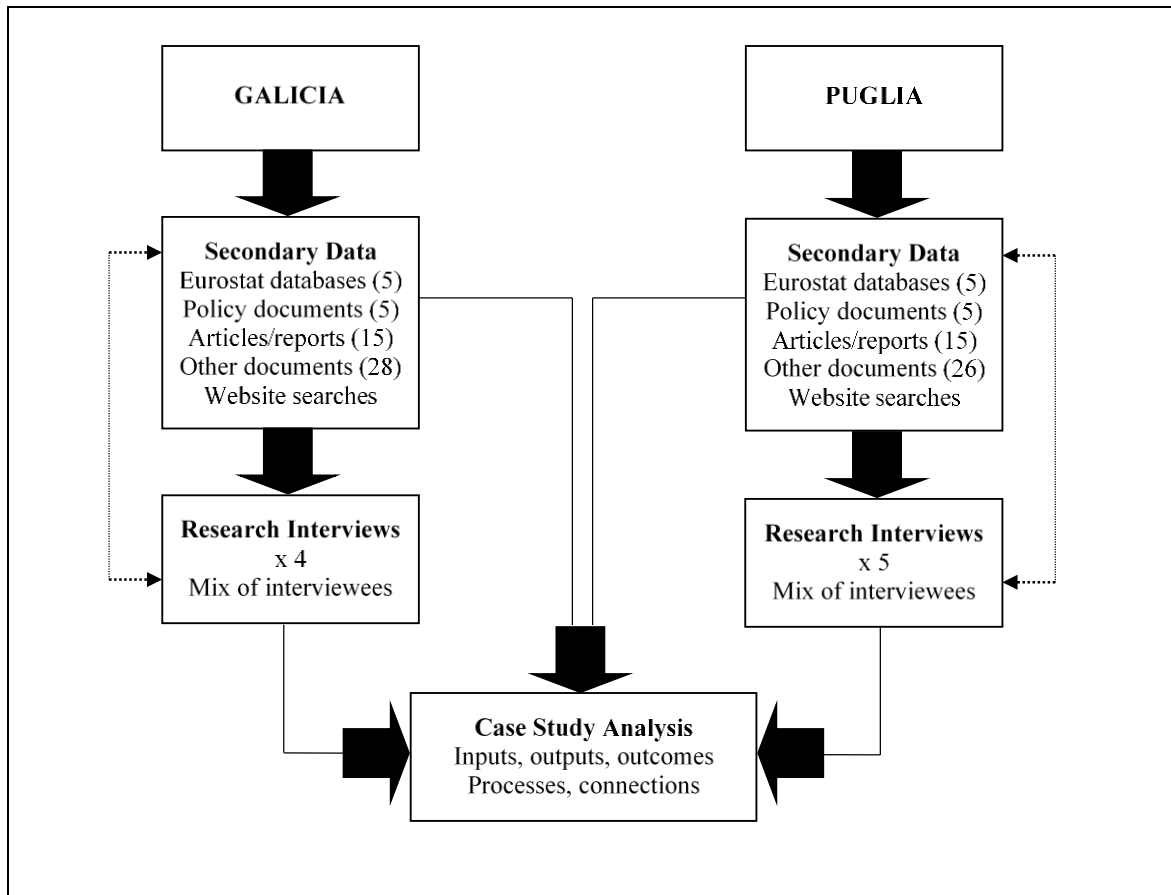 GALICIA
PUGLIA
Secondary Data
Eurostat databases (5)
Policy documents (5)
Articles/reports (15)
Other documents (28)
Website searches
Secondary Data
Eurostat databases (5)
Policy documents (5)
Articles/reports (15)
Other documents (26)
Website searches
Research Interviews
x 4
Mix of interviewees
Research Interviews
x 5
Mix of interviewees
Case Study Analysis
Inputs, outputs, outcomes
Processes, connections